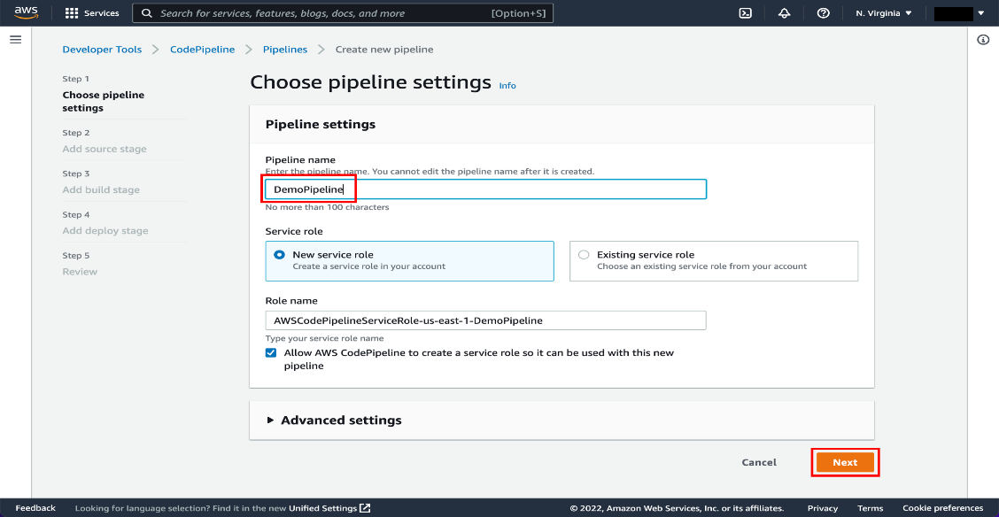 aws
Services
Search for services, features, blogs, docs, and more
[Option+S]
N. Virginia
Developer Tools > CodePipeline > Pipelines > Create new pipeline
Step 1
Choose pipeline
settings
Step 2
Add source stage
Step 3
Add build stage
Step 4
Add deploy stage
Step 5
Review
Choose pipeline settings Info
Pipeline settings
Pipeline name
Enter the pipeline name. You cannot edit the pipeline name after it is created.
DemoPipeline
No more than 100 characters
Service role
New service role
Create a service role in your account
Existing service role
Choose an existing service role from your account
Role name
AWSCodePipelineServiceRole-us-east-1-DemoPipeline
Type your service role name
Allow AWS CodePipeline to create a service role so it can be used with this new
pipeline
Advanced settings
Cancel
Next
Feedback
Looking for language selection? Find it in the new Unified Settings
© 2022, Amazon Web Services, Inc. or its affiliates.
Privacy
Terms
Cookie preferences